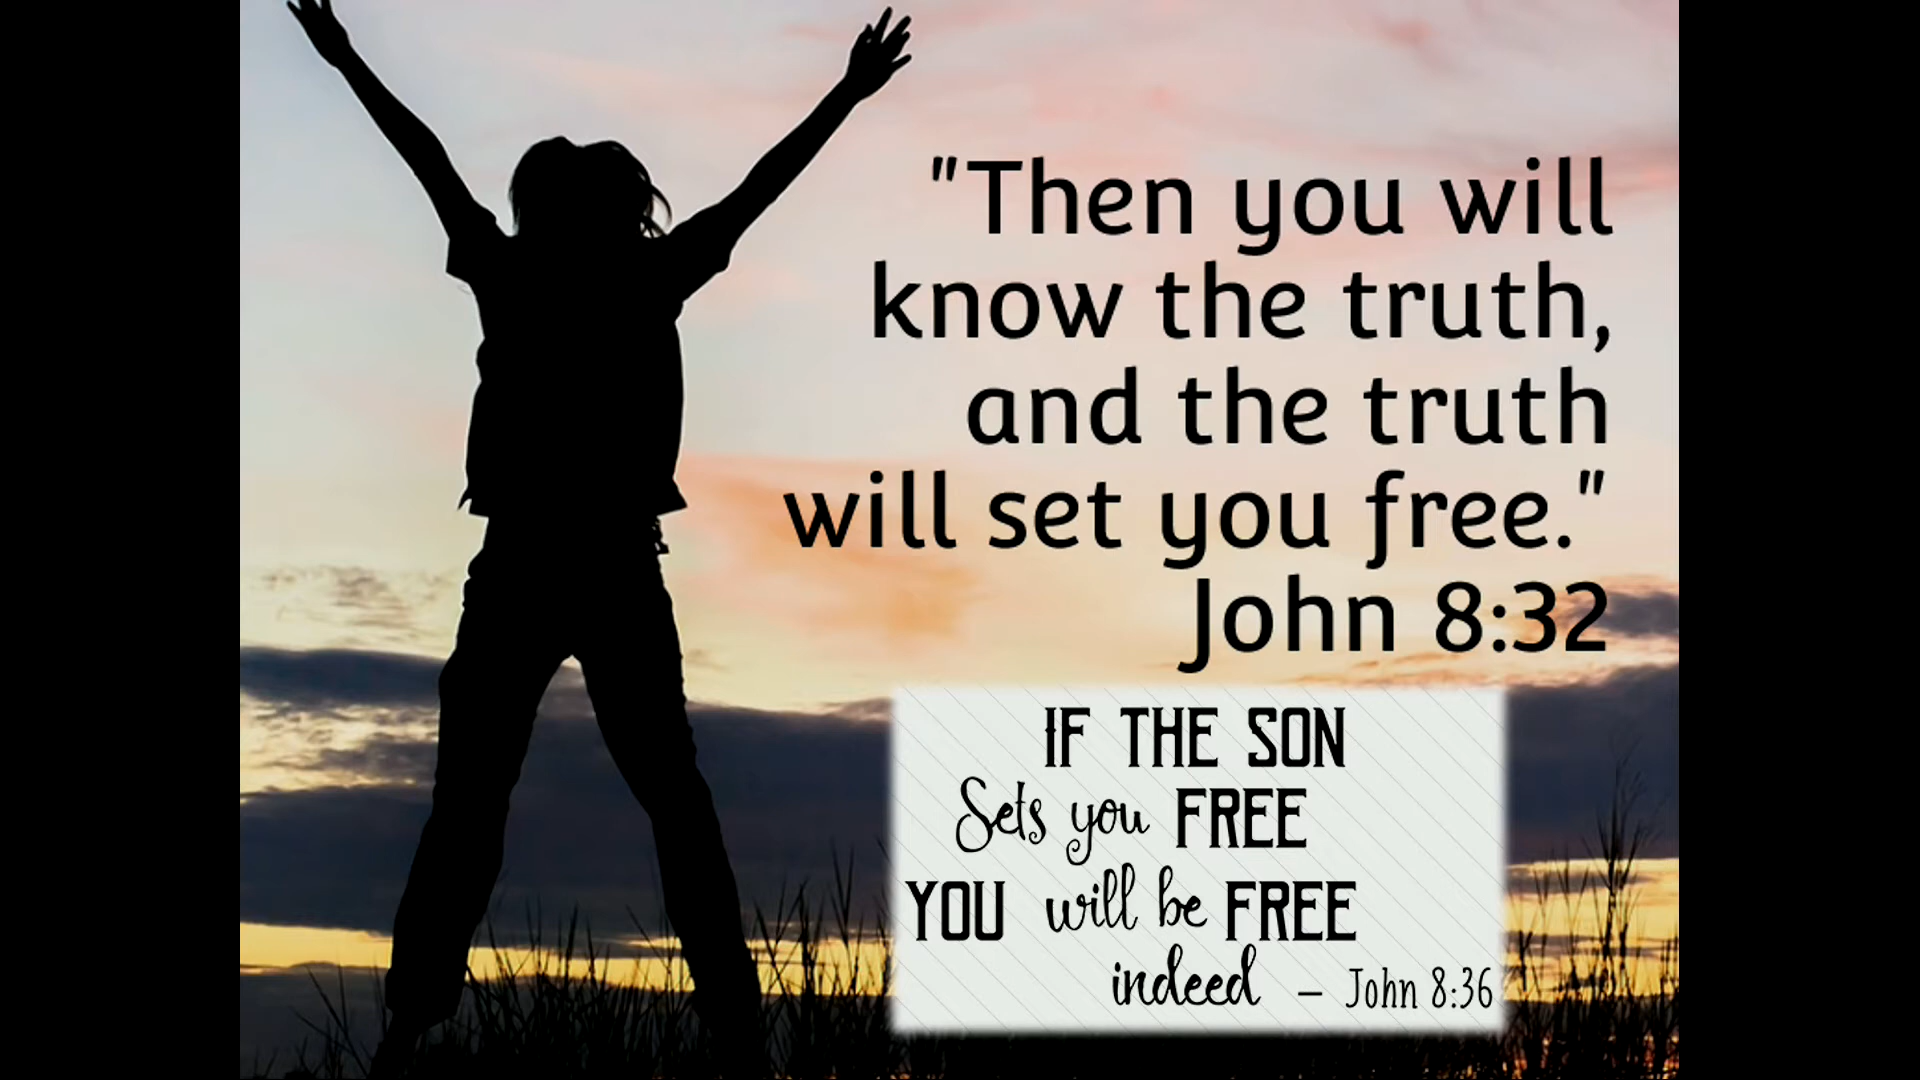 "Then you will
know the truth,
and the truth
will set you free."
John 8:32
IF THE SON
Sets you FREE
YOU will be FREE
indeed – John 8:36